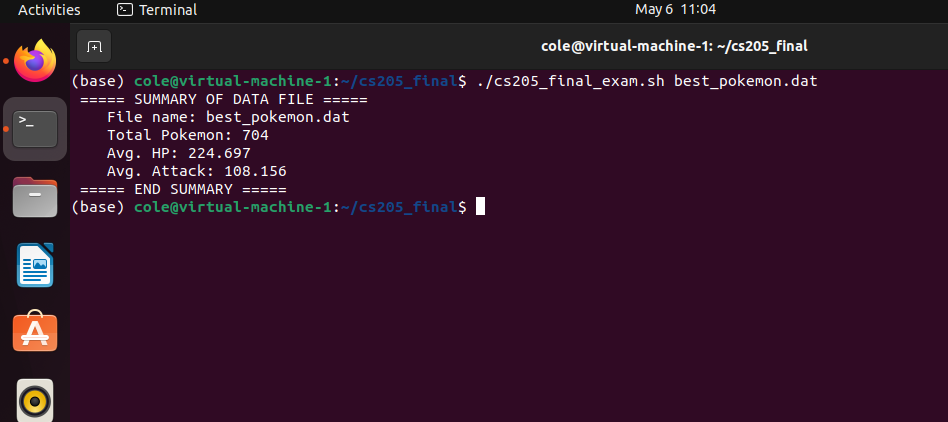 Activities
Terminal
May 6 11:04
cole@virtual-machine-1: ~/cs205_final
(base) cole@virtual-machine-1:~/cs205_final$ ./cs205_final_exam.sh best_pokemon.dat
===== SUMMARY OF DATA FILE =====
File name: best_pokemon.dat
Total Pokemon: 704
Avg. HP: 224.697
Avg. Attack: 108.156
===== END SUMMARY =====
(base) cole@virtual-machine-1:~/cs205_final$